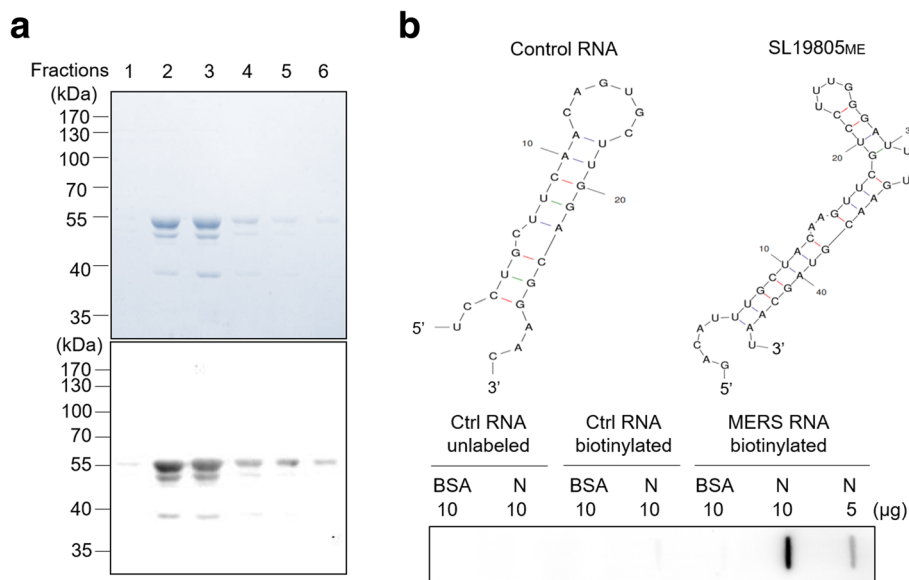 a
Fractions 1 2 3 4 5 6
(kDa)
170
130
100
70
55
40
35
(kDa)
170
130
100
70
55
40
35
b
Control RNA
SL19805ME
10
20
5’
3’
10
20
40
5’
3’
Ctrl RNA Ctrl RNA MERS RNA
unlabeled biotinylated biotinylated
BSA N BSA N BSA N N
10 10 10 10 10 10 5 (µg)